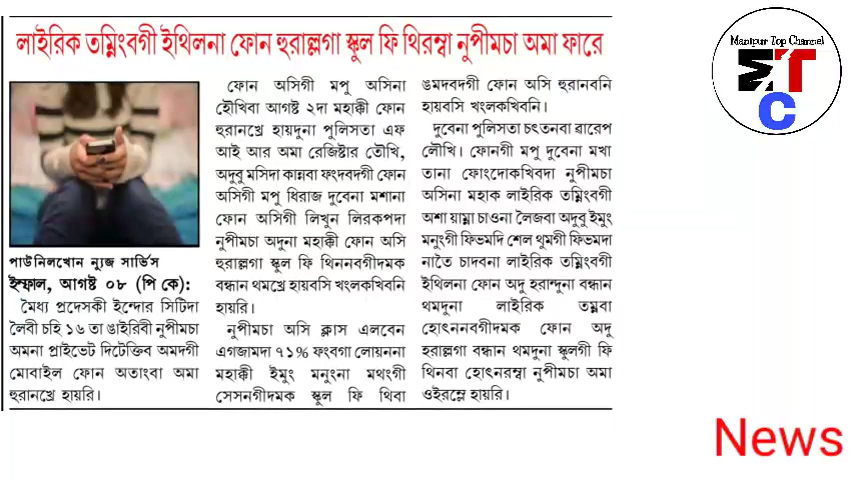 লাইরিক তম্নিংবগী ইথিলনা ফোন হুরাল্লগা স্কুল ফি থিরম্বা নুপীমচা অমা ফারে
Manipur Top Channel
MTC
পাউনিলখোন ন্যুজ সার্ভিস
ইম্ফাল, আগষ্ট ০৮ (পি কে):
মৈধ্য প্রদেসকী ইন্দোর সিটিদা
লৈবী চহি ১৬ তা ঙাইরিবী নুপীমচা
অমনা প্রাইভেট দিটেক্তিব অমদগী
মোবাইল ফোন অতাংবা অমা
হুরানখ্রে হায়রি।
ফোন অসিগী মপু অসিনা
হৌখিবা আগষ্ট ২দা মহাক্কী ফোন
হুরানখ্রে হায়দুনা পুলিসতা এফ
আই আর অমা রেজিষ্টার তৌখি,
অদুবু মসিদা কান্নবা ফংদবদগী ফোন
অসিগী মপু ধিরাজ দুবেনা মশানা
ফোন অসিগী লিখুন লিরকপদা
নুপীমচা অদুনা মহাক্কী ফোন অসি
হুরাল্লগা স্কুল ফি থিননবগীদমক
বন্ধান থমখ্রে হায়বসি খংলকখিবনি
হায়রি।
নুপীমচা অসি ক্লাস এলবেন
এগজামদা ৭১% ফংবগা লোয়ননা
মহাক্কী ইমুং মনুংনা মথংগী
সেসনগীদমক স্কুল ফি থিবা
ঙমদবদগী ফোন অসি হুরানবনি
হায়বসি খংলকখিবনি।
দুবেনা পুলিসতা চৎতনবা ৱারেপ
লৌখি। ফোনগী মপু দুবেনা মখা
তানা ফোংদোকখিবদা নুপীমচা
অসিনা মহাক লাইরিক তম্নিংবগী
অশা য়াম্না চাওনা লৈজবা অদুবু ইমুং
মনুংগী ফিভমদি শেল থুমগী ফিভমদা
নাতৈ চাদবনা লাইরিক তম্নিংবগী
ইথিলনা ফোন অদু হরান্দুনা বন্ধান
থমদুনা লাইরিক তম্নবা
হোৎননবগীদমক ফোন অদু
হুরাল্লগা বন্ধান থমদুনা স্কুলগী ফি
থিনবা হোৎনরম্বা নুপীমচা অমা
ওইরম্লে হায়রি।
News